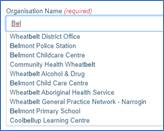 Organisation Name (required)
Bel
Wheatbelt District Office
Belmont Police Station
Belmont Childcare Centre
Community Health Wheatbelt
Wheatbelt Alcohol & Drug
Belmont Child Care Centre
Wheatbelt Aboriginal Health Service
Wheatbelt General Practice Network - Narrogin
Belmont Primary School
Coolbellup Learning Centre